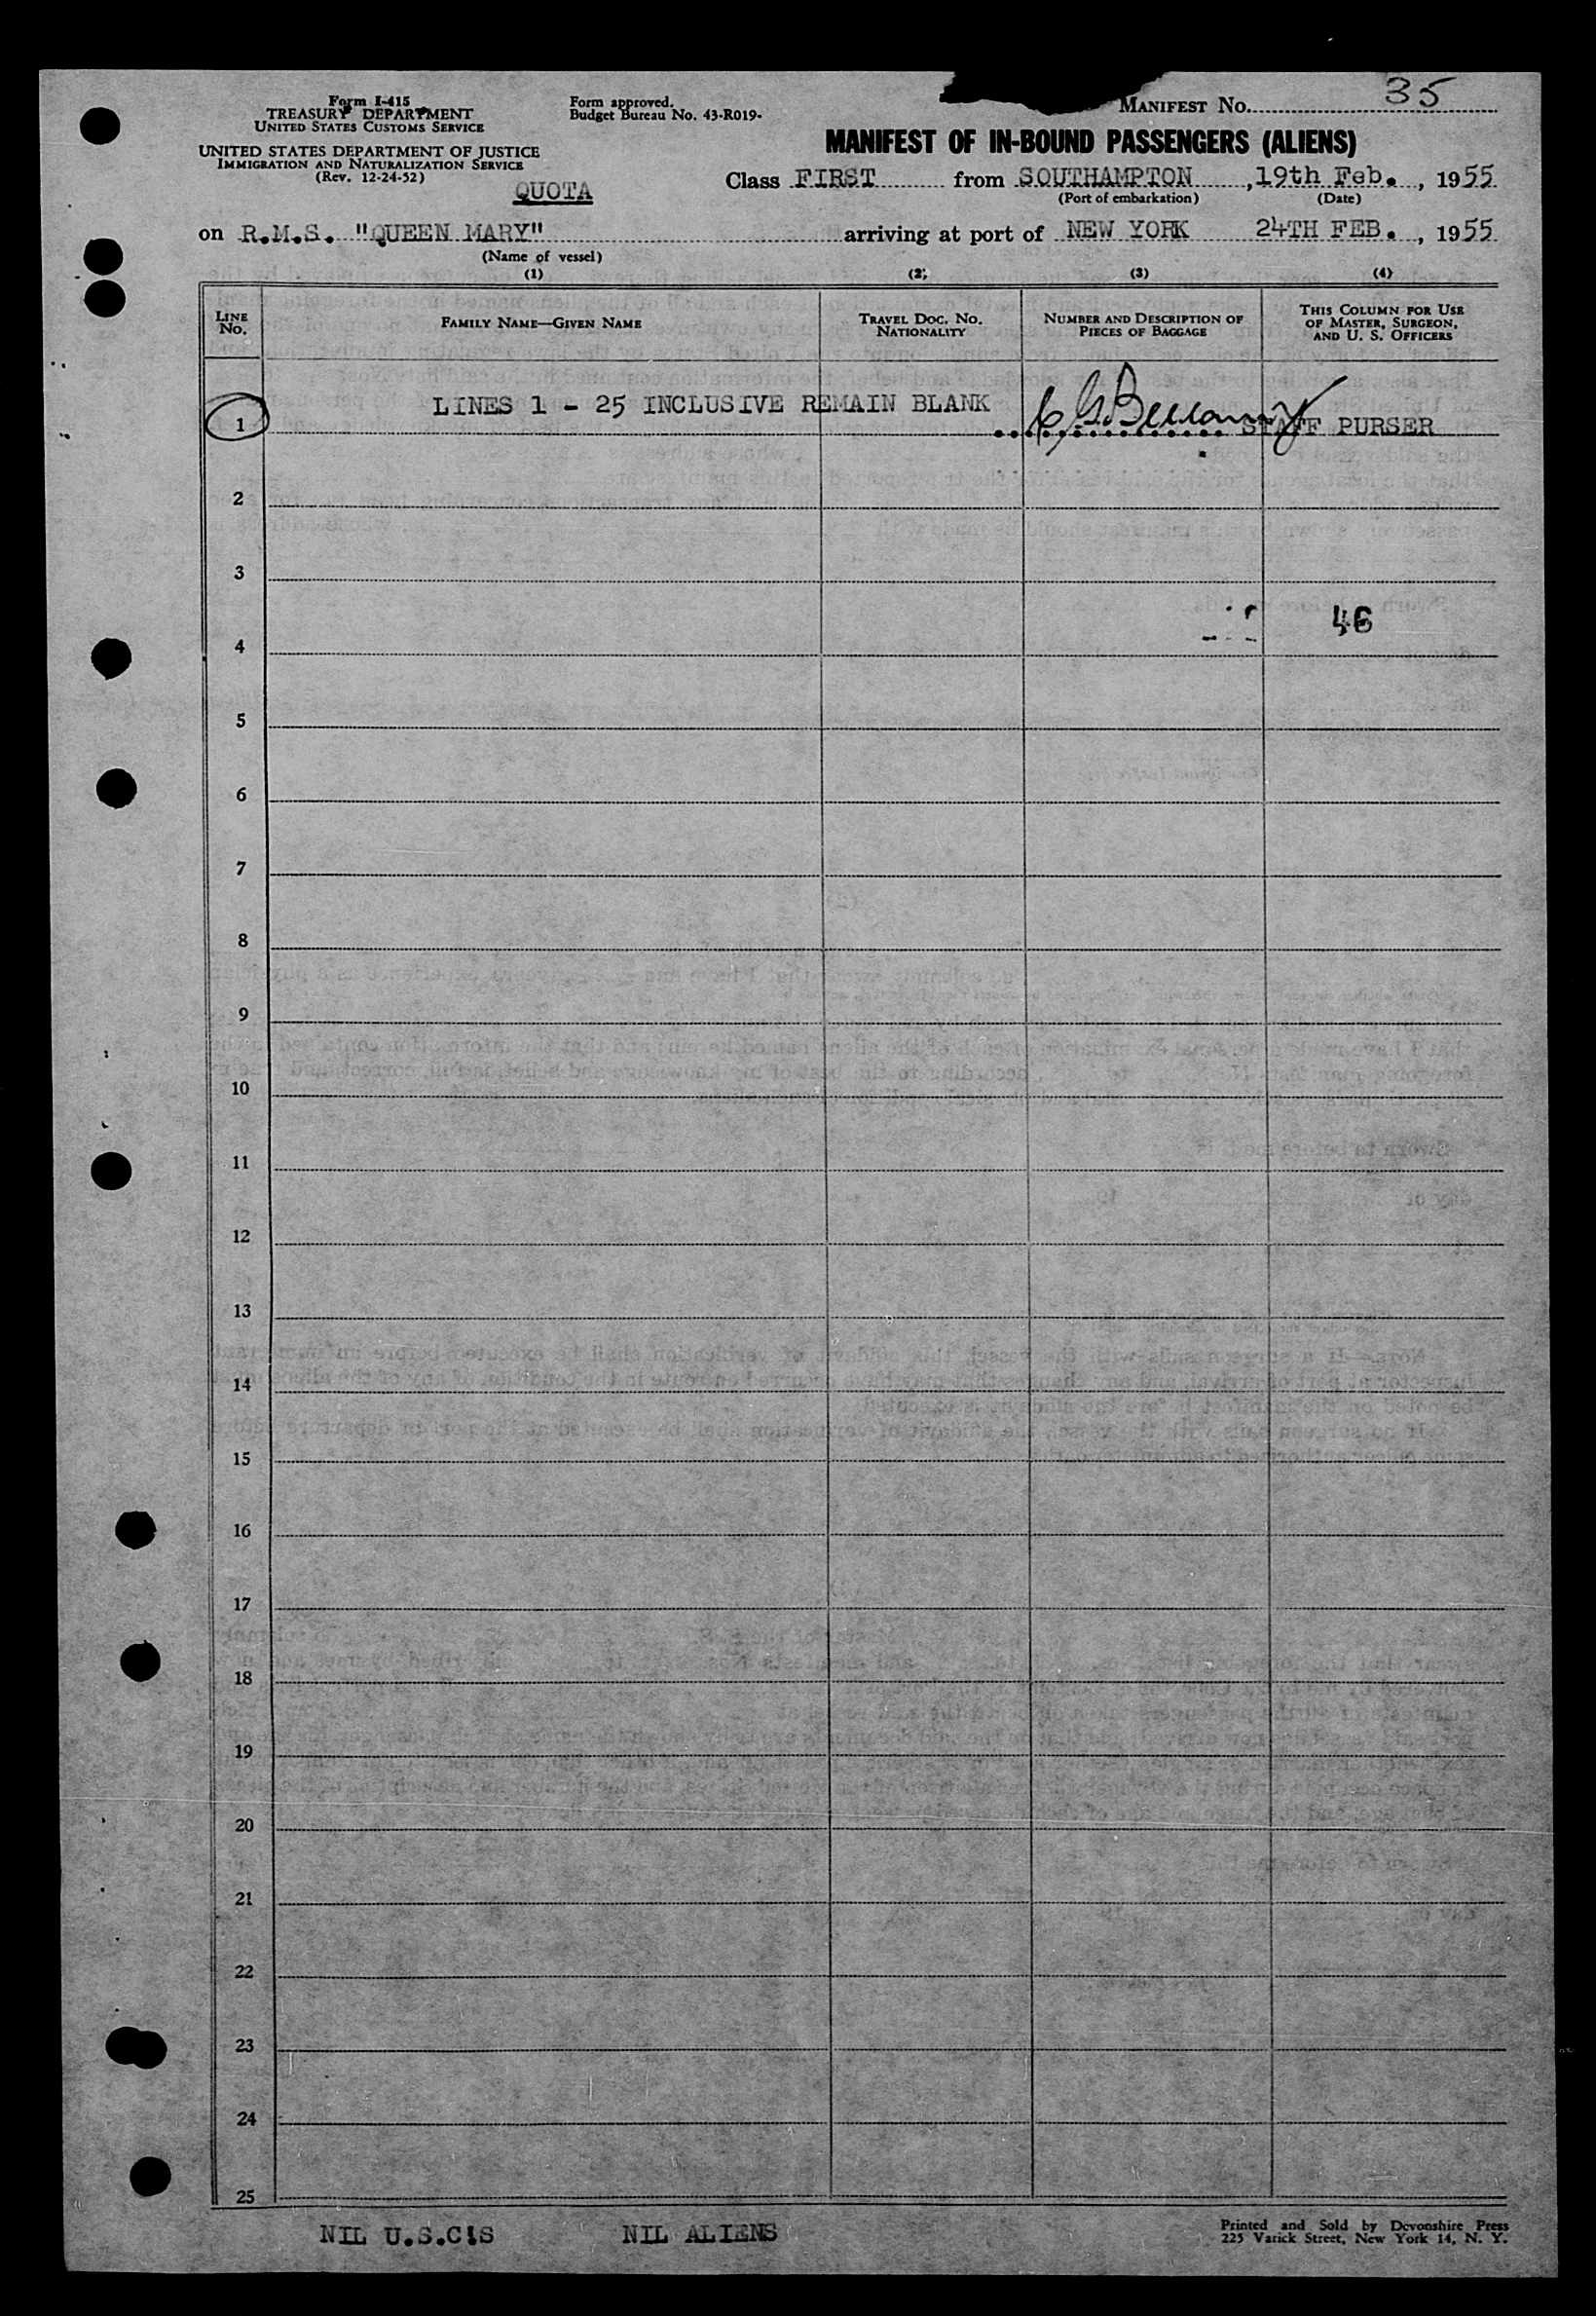 Form I-415
TREASURY DEPARTMENT
UNITED STATES CUSTOMS SERVICE
UNITED STATES DEPARTMENT OF JUSTICE
IMMIGRATION AND NATURALIZATION SERVICE
(Rev. 12-24-52)
Form approved.
Budget Bureau No. 43-R019-
MANIFEST NO. 35
MANIFEST OF IN-BOUND PASSENGERS (ALIENS)
QUOTA
Class FIRST from SOUTHAMPTON, 19th Feb., 1955
(Port of embarkation) (Date)
on R.M.S. "QUEEN MARY" arriving at port of NEW YORK 24TH FEB., 1955
(Name of vessel)
(1) (2) (3) (4)
LINE NO. FAMILY NAME—GIVEN NAME TRAVEL DOC. NO. NATIONALITY NUMBER AND DESCRIPTION OF PIECES OF BAGGAGE THIS COLUMN FOR USE OF MASTER, SURGEON, AND U. S. OFFICERS
1 LINES 1 - 25 INCLUSIVE REMAIN BLANK STAFF PURSER
2
3
4 46
5
6
7
8
9
10
11
12
13
14
15
16
17
18
19
20
21
22
23
24
25
NIL U.S.C!S NIL ALIENS
Printed and Sold by Devonshire Press
225 Varick Street, New York 14, N. Y.